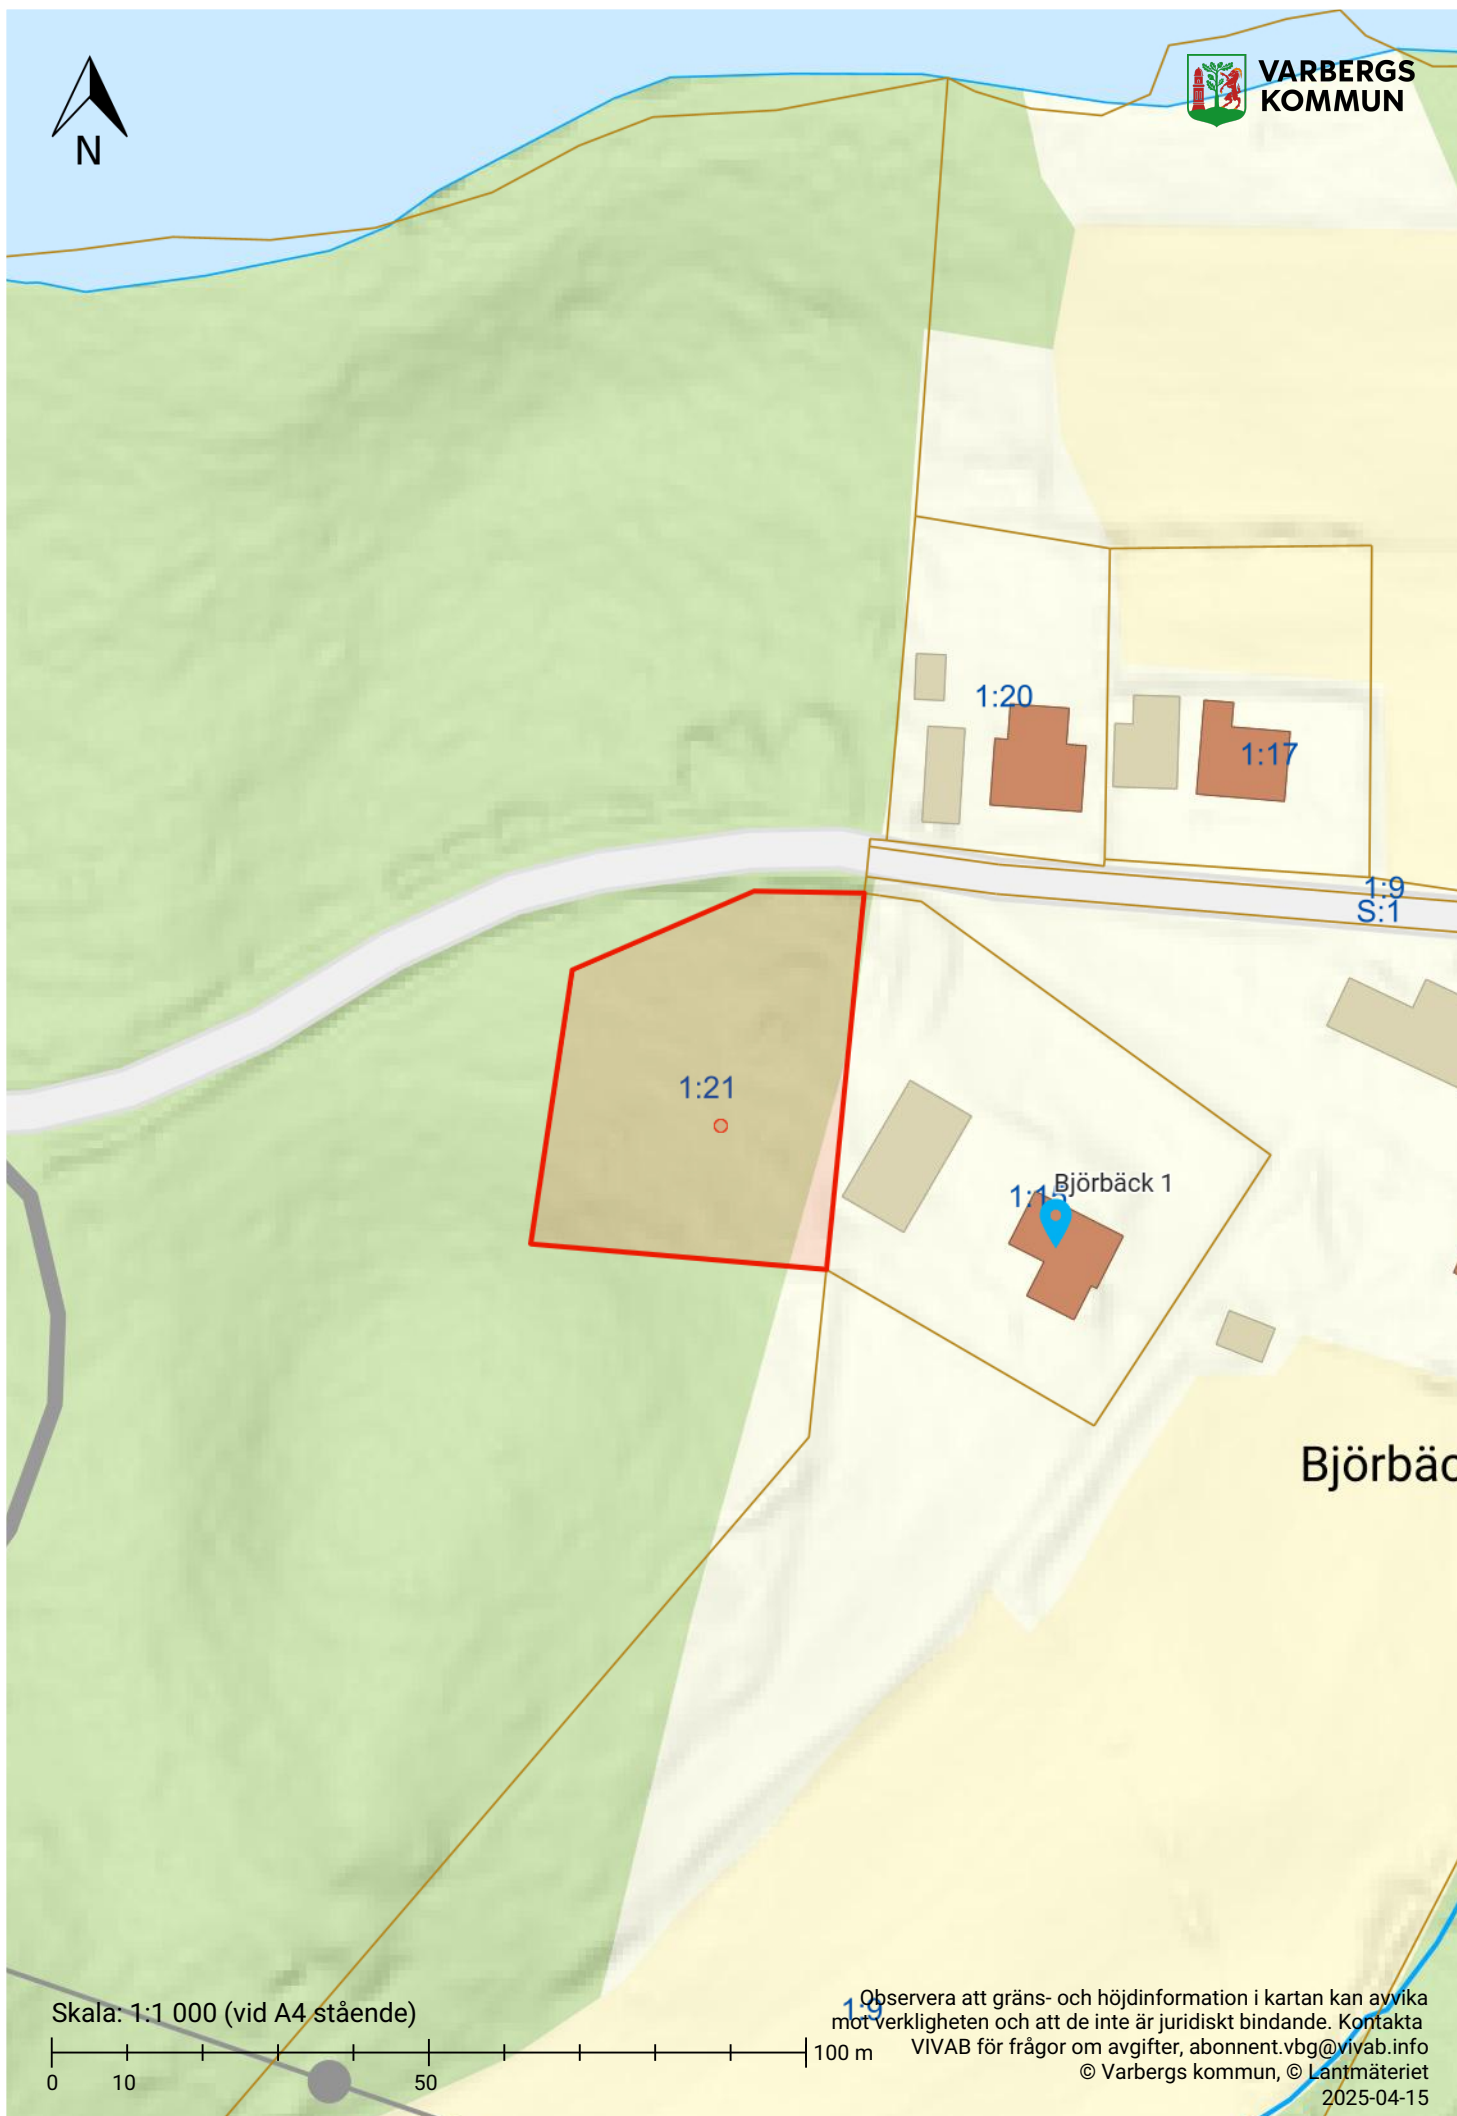 N
VARBERGS
KOMMUN
1:20
1:17
1:9
S:1
1:21
Björbäck 1
Björbäc
Skala: 1:1 000 (vid A4 stående)
0 10 50 100 m
1:9
Observera att gräns- och höjdinformation i kartan kan avvika
mot verkligheten och att de inte är juridiskt bindande. Kontakta
VIVAB för frågor om avgifter, abonnent.vbg@vivab.info
© Varbergs kommun, © Lantmäteriet
2025-04-15